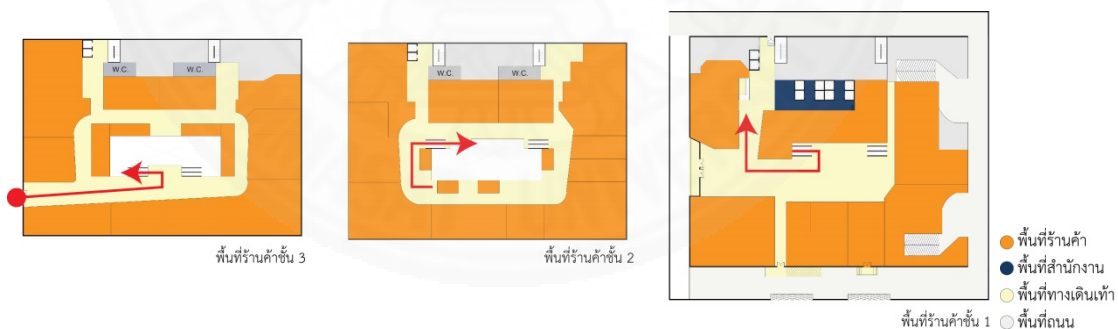 W.C.
W.C.
พื้นที่ร้านค้าชั้น 3
W.C.
W.C.
พื้นที่ร้านค้าชั้น 2
พื้นที่ร้านค้าชั้น 1
พื้นที่ร้านค้า
พื้นที่สำนักงาน
พื้นที่ทางเดินเท้า
พื้นที่ถนน